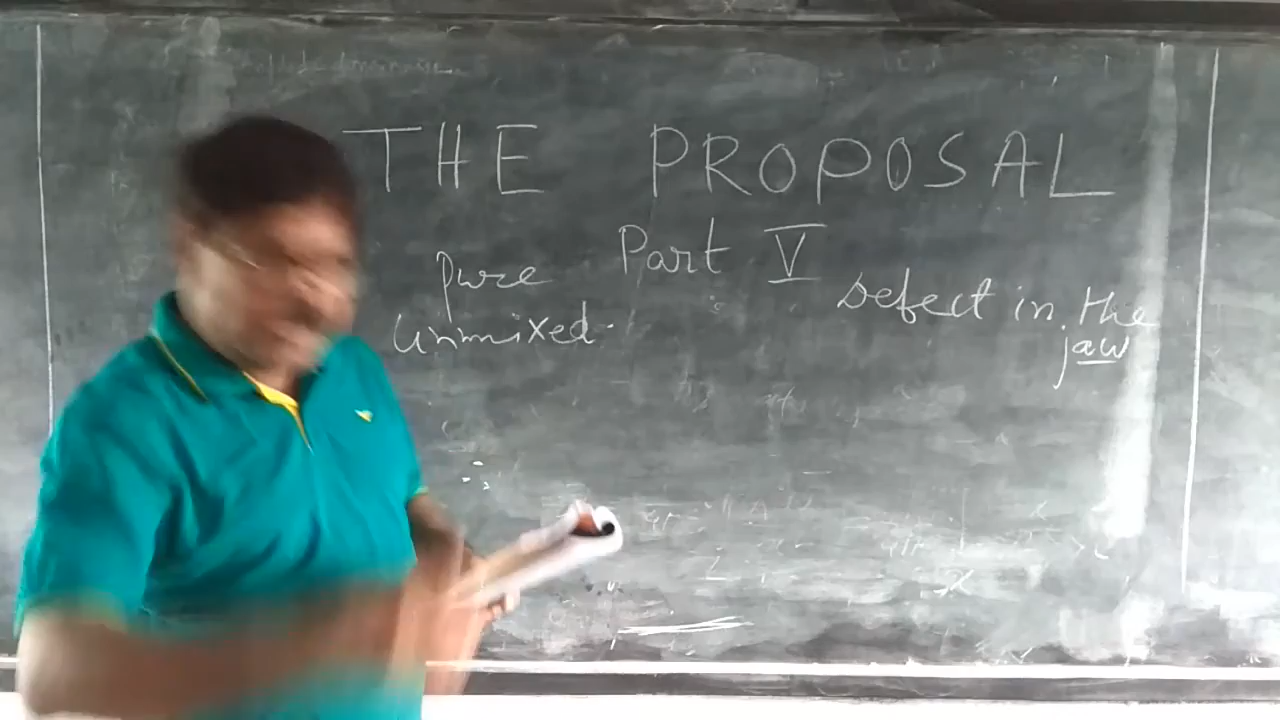 THE PROPOSAL
Part V
pure
unmixed.
Defect in the
jaw